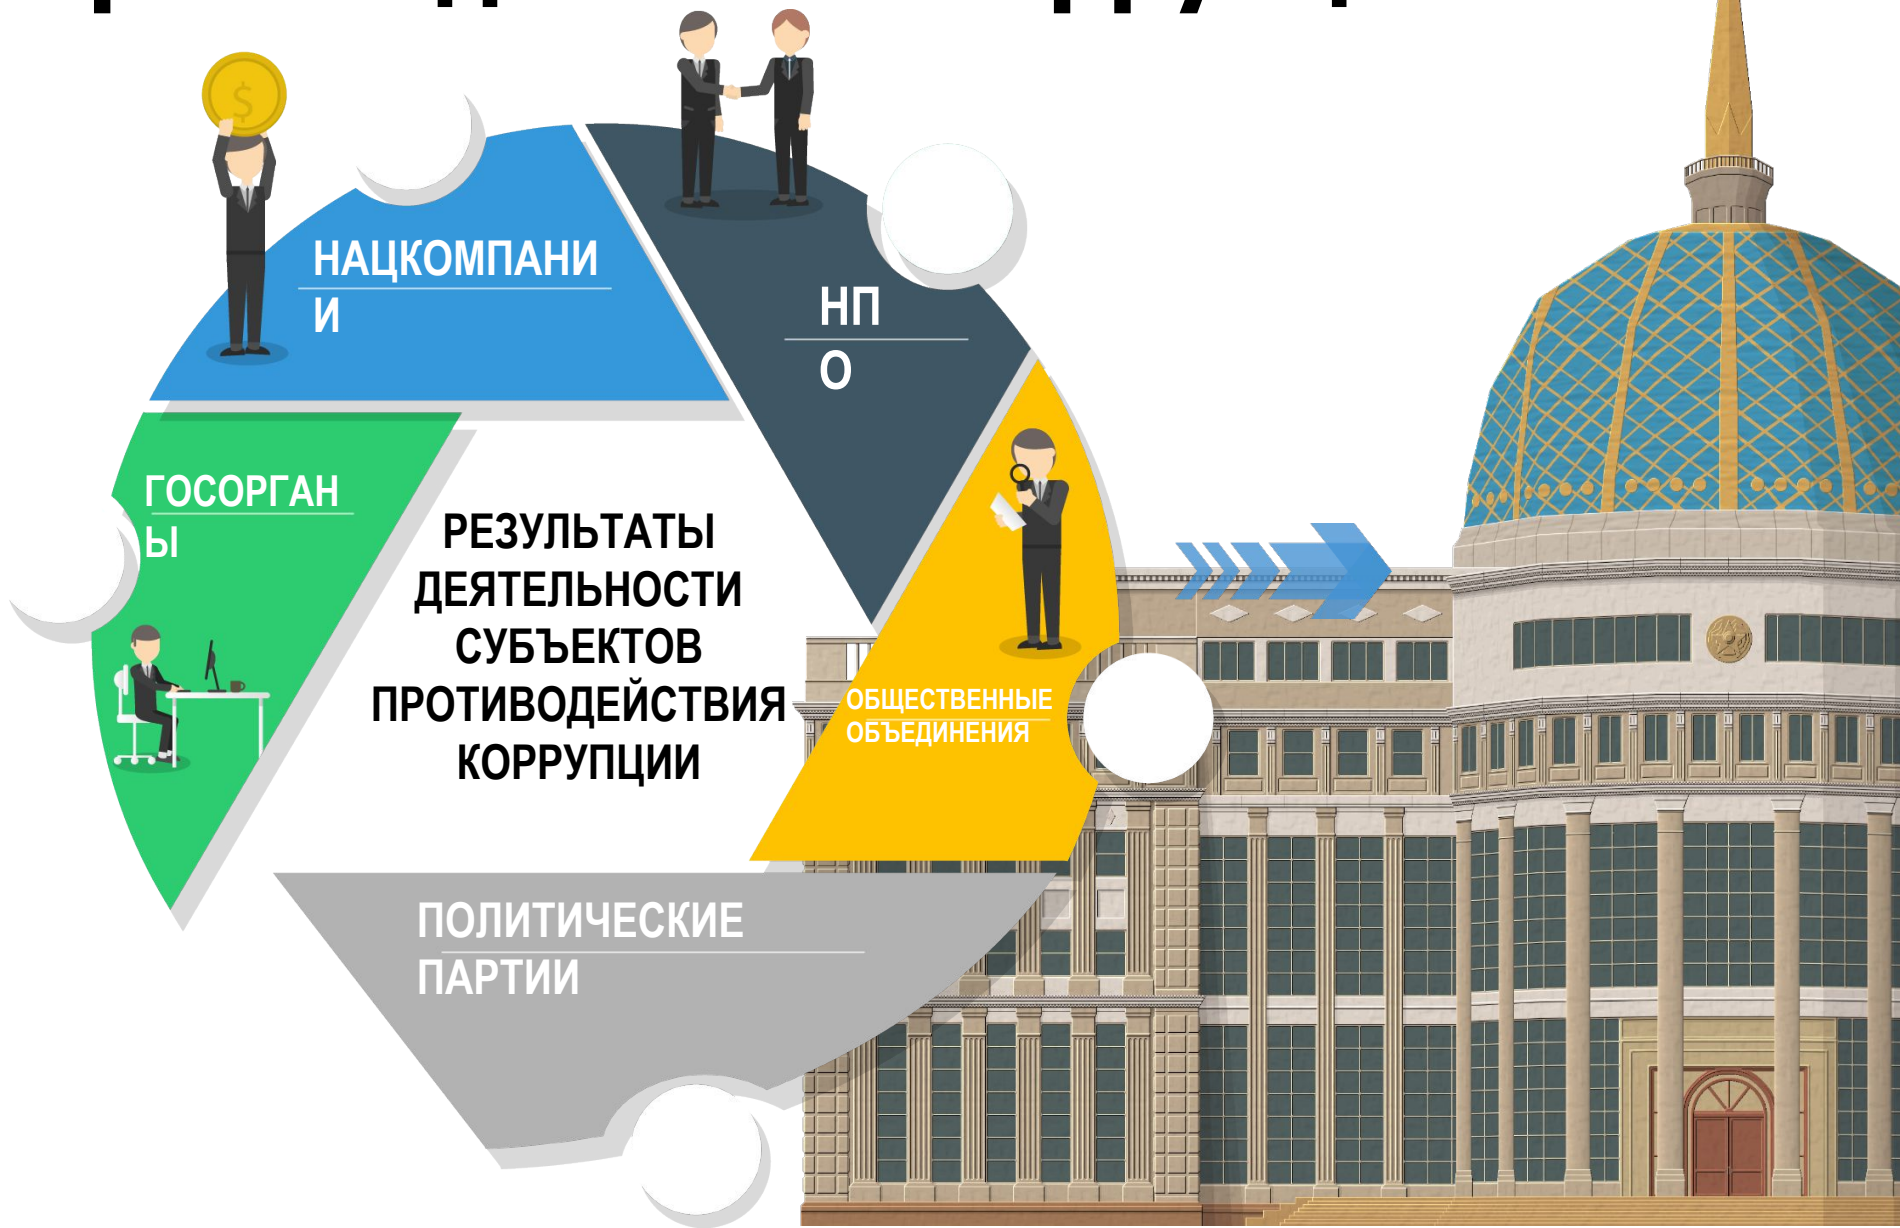 НАЦКОМПАНИ
И
НП
О
ГОСОРГАН
Ы
РЕЗУЛЬТАТЫ
ДЕЯТЕЛЬНОСТИ
СУБЪЕКТОВ
ПРОТИВОДЕЙСТВИЯ
КОРРУПЦИИ
ОБЩЕСТВЕННЫЕ
ОБЪЕДИНЕНИЯ
ПОЛИТИЧЕСКИЕ
ПАРТИИ